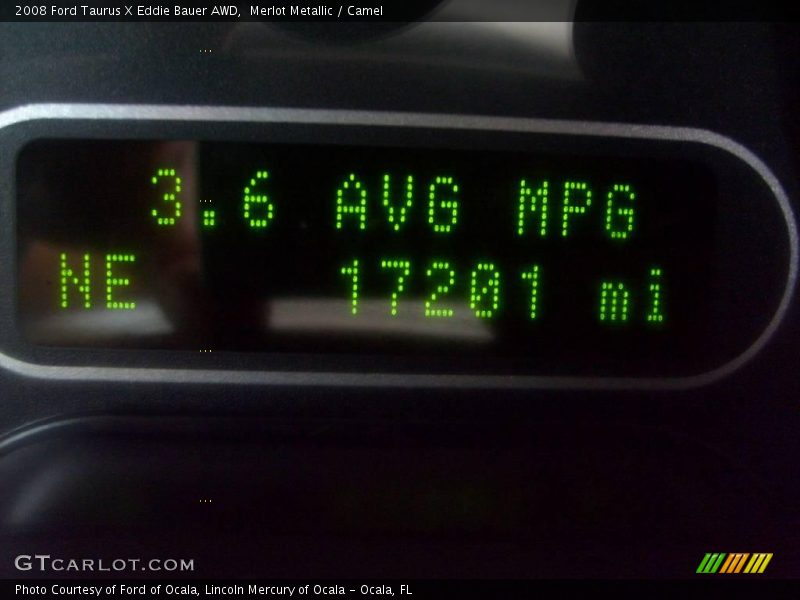 2008 Ford Taurus X Eddie Bauer AWD,  Merlot Metallic / Camel
3.6 AVG MPG
NE 17201 mi
GTCARLOT.COM
Photo Courtesy of Ford of Ocala, Lincoln Mercury of Ocala - Ocala, FL